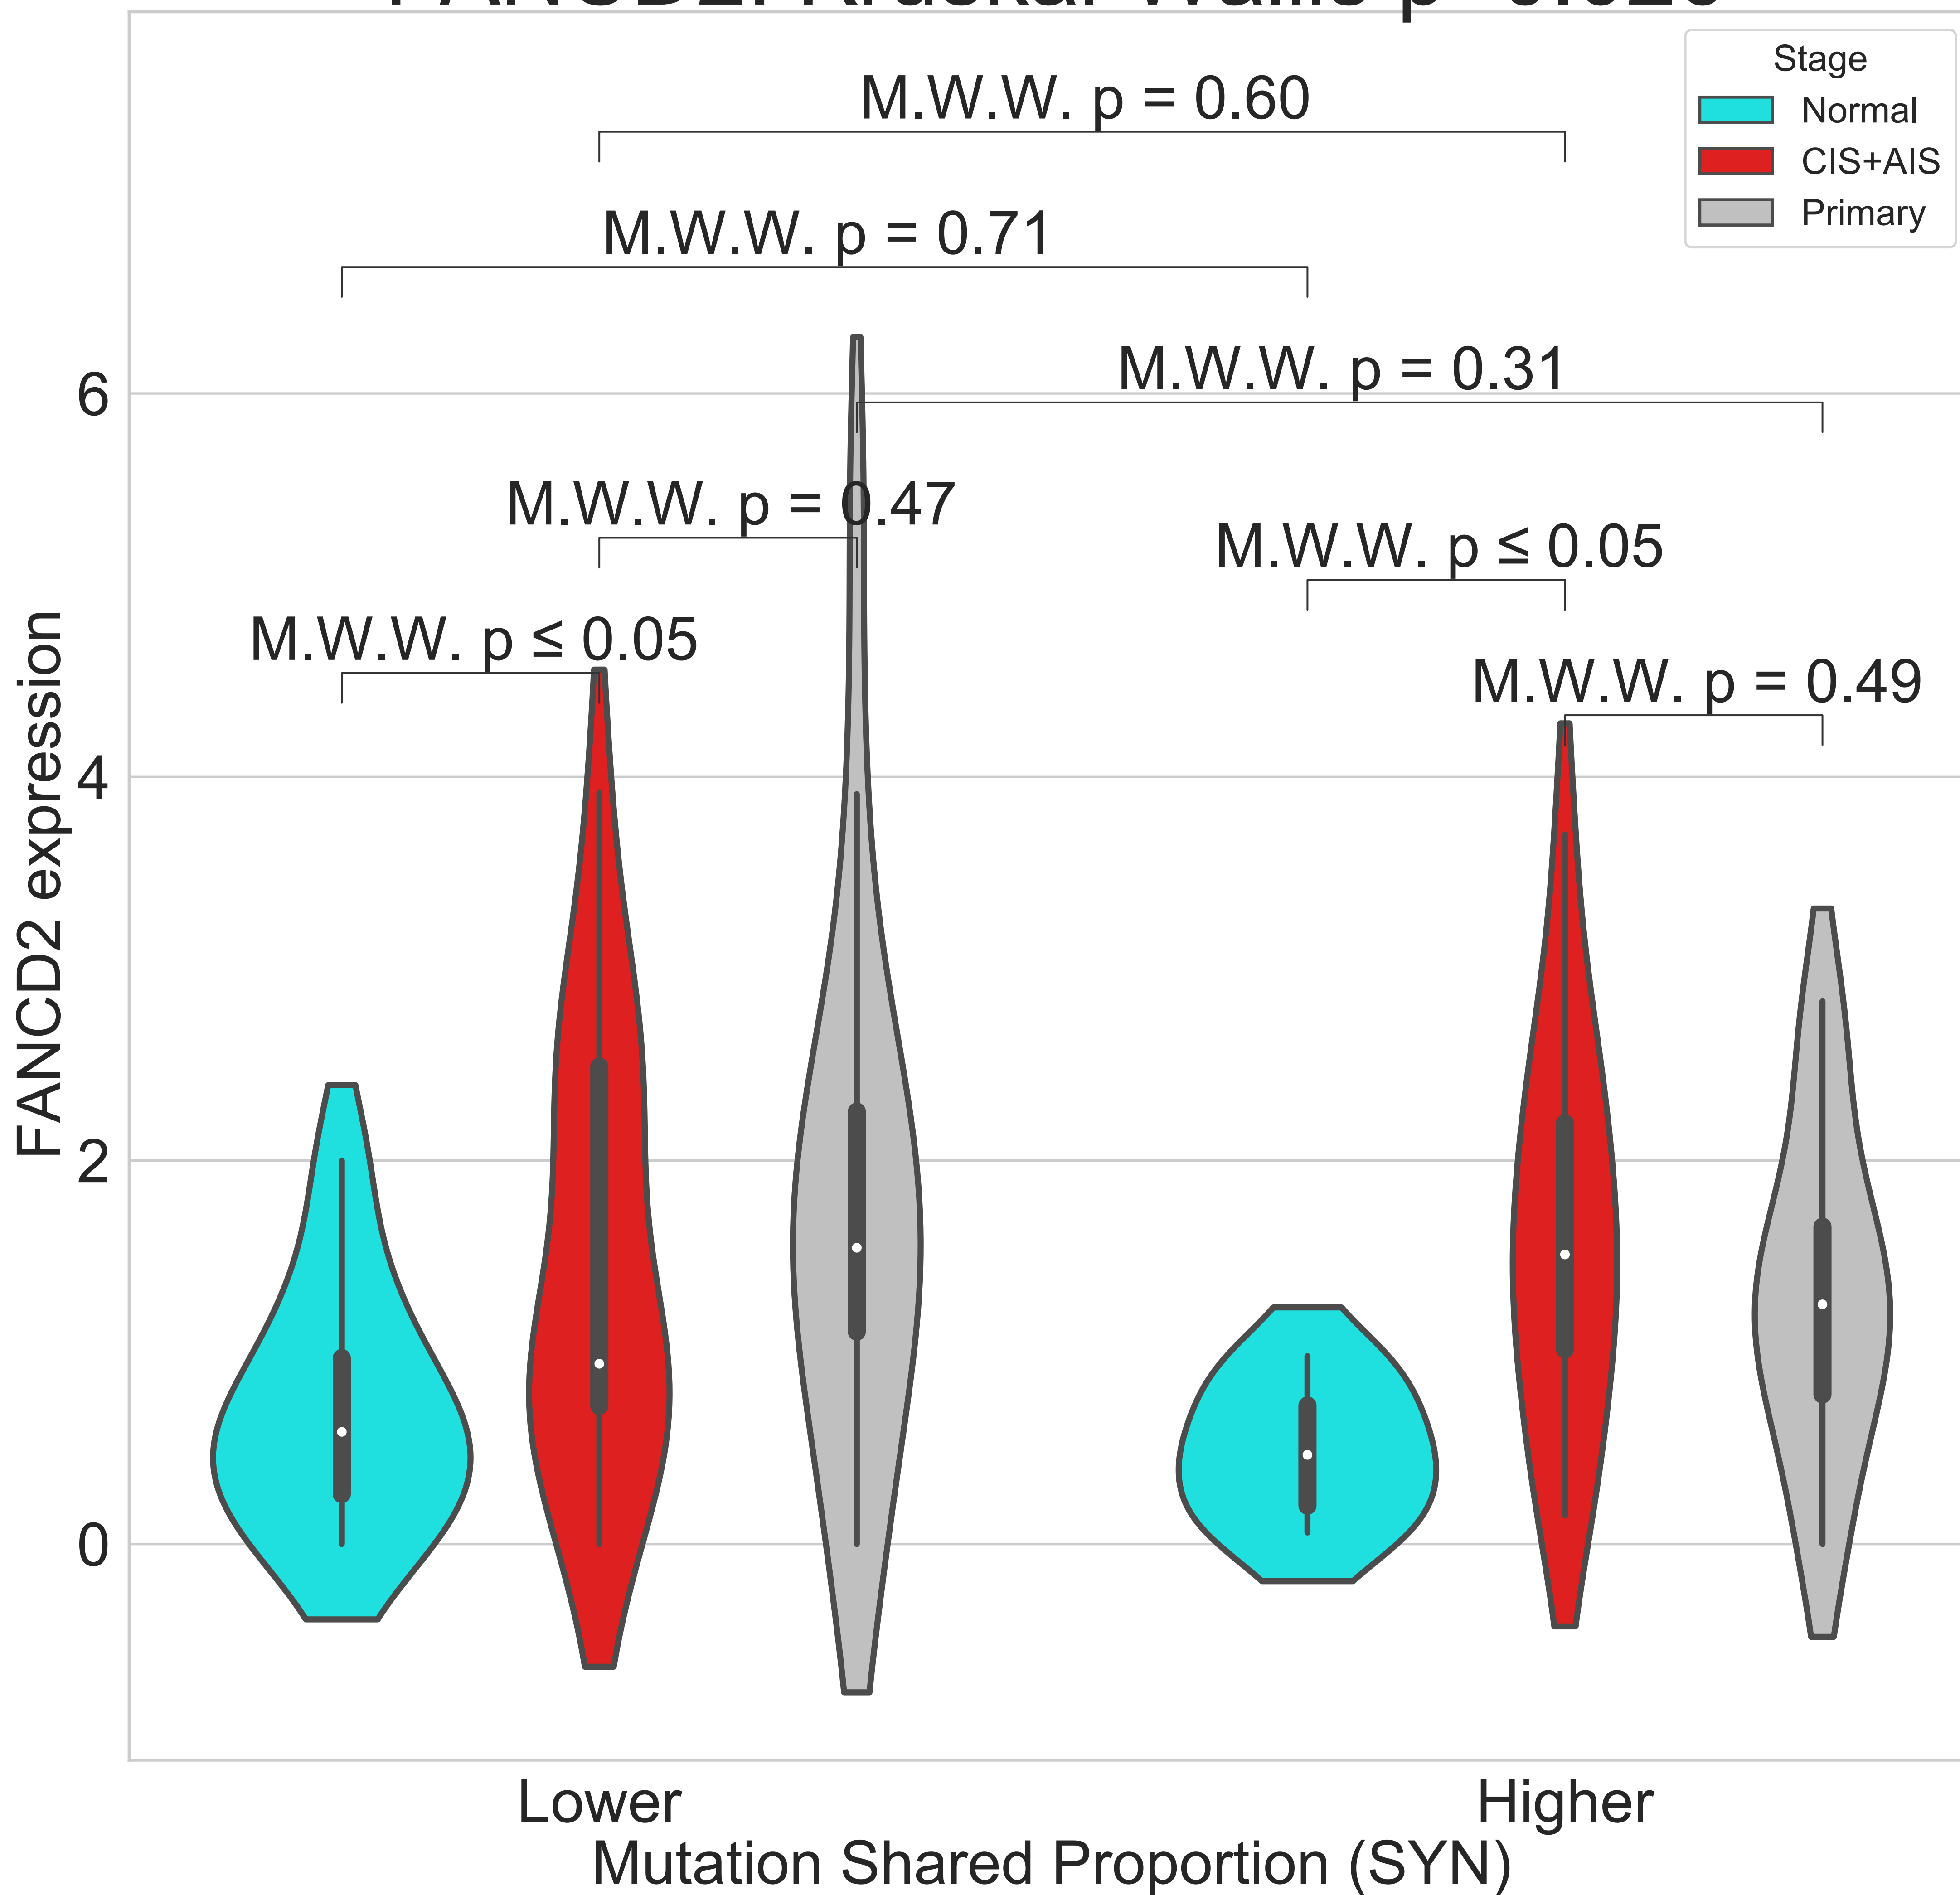 Stage
Normal
CIS+AIS
Primary
M.W.W. p = 0.60
M.W.W. p = 0.71
M.W.W. p = 0.31
M.W.W. p = 0.47
M.W.W. p ≤ 0.05
M.W.W. p ≤ 0.05
M.W.W. p = 0.49
FANCD2 expression
6
4
2
0
Lower
Higher
Mutation Shared Proportion (SYN)